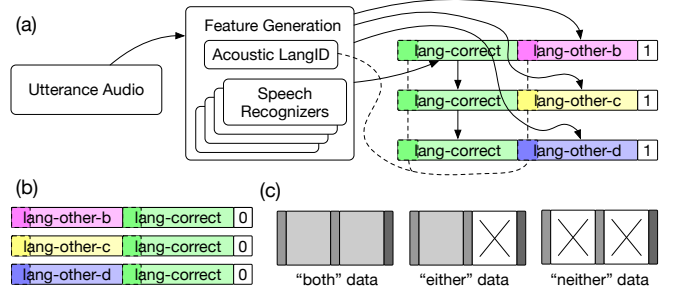 (a)
Utterance Audio
Feature Generation
Acoustic LangID
Speech
Recognizers
lang-correct lang-other-b 1
lang-correct lang-other-c 1
lang-correct lang-other-d 1
(b)
lang-other-b lang-correct 0
lang-other-c lang-correct 0
lang-other-d lang-correct 0
(c)
“both” data
“either” data
“neither” data